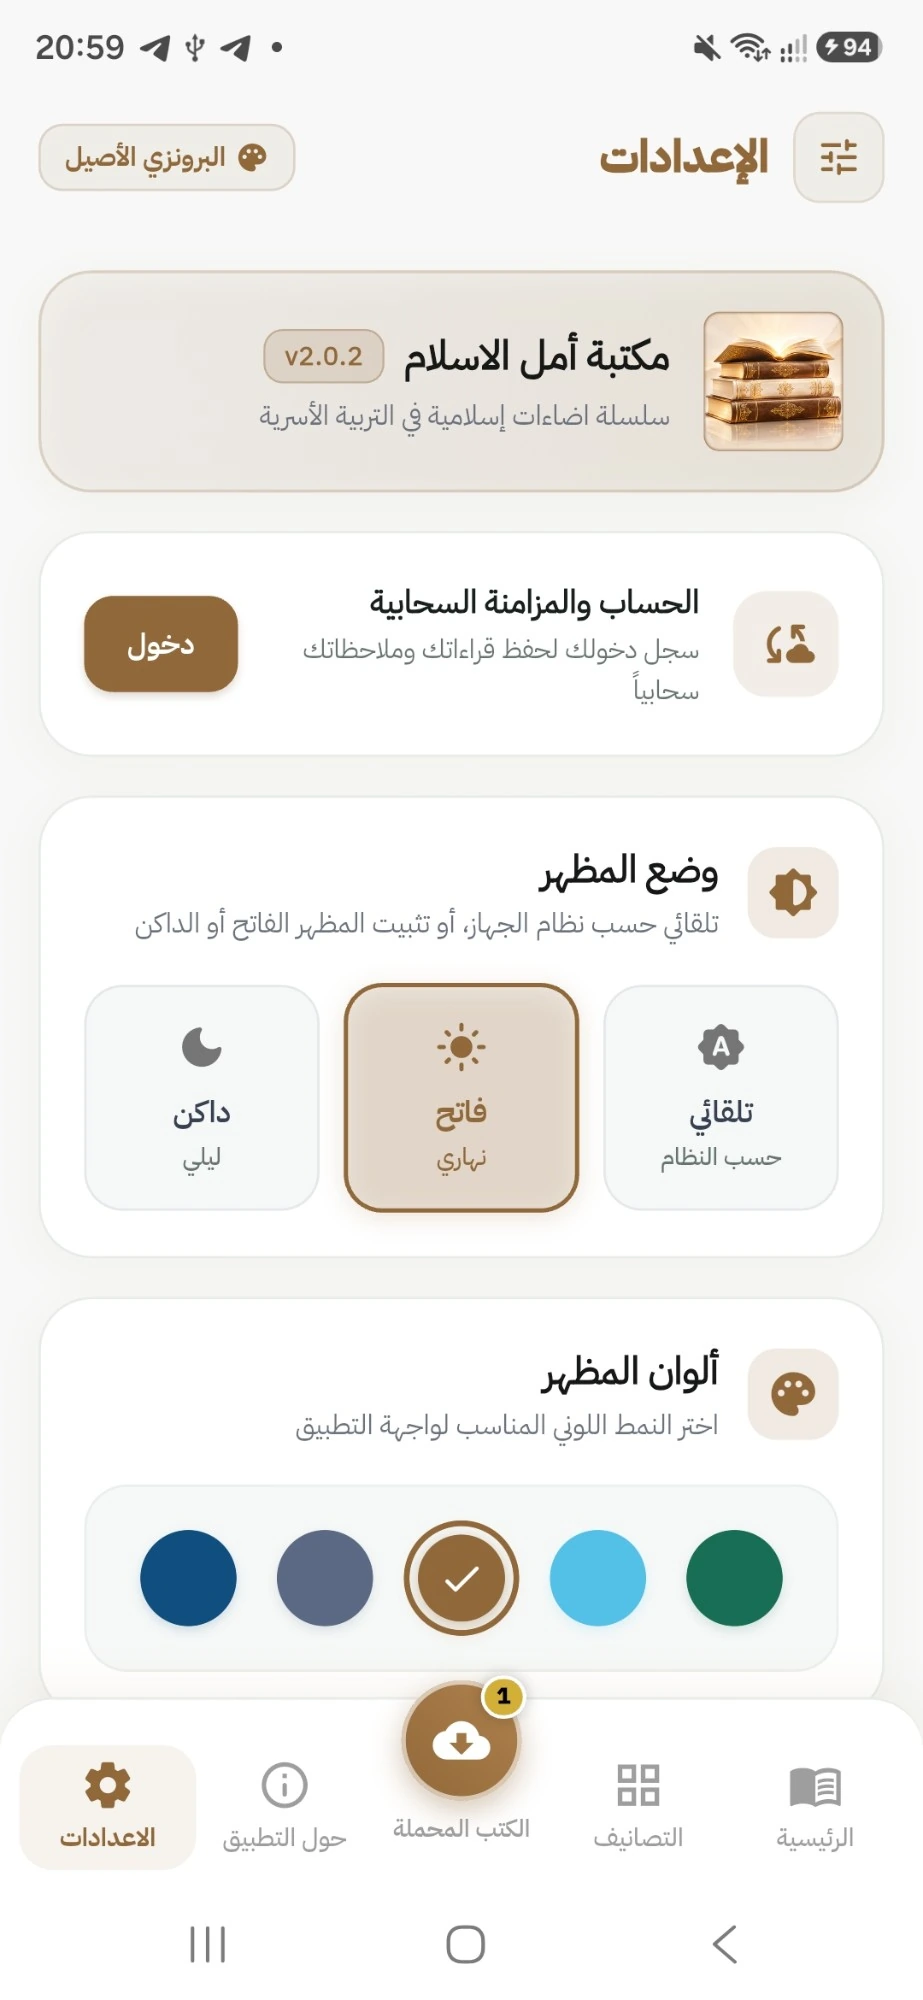 20:59
94
الإعدادات
البرونزي الأصيل
مكتبة أمل الاسلام v2.0.2
سلسلة اضاءات إسلامية في التربية الأسرية
الحساب والمزامنة السحابية
سجل دخولك لحفظ قراءاتك وملاحظاتك
سحابياً
دخول
وضع المظهر
تلقائي حسب نظام الجهاز، أو تثبيت المظهر الفاتح أو الداكن
A
تلقائي
حسب النظام
فاتح
نهاري
داكن
ليلي
ألوان المظهر
اختر النمط اللوني المناسب لواجهة التطبيق
الرئيسية
التصانيف
1
الكتب المحملة
حول التطبيق
الاعدادات